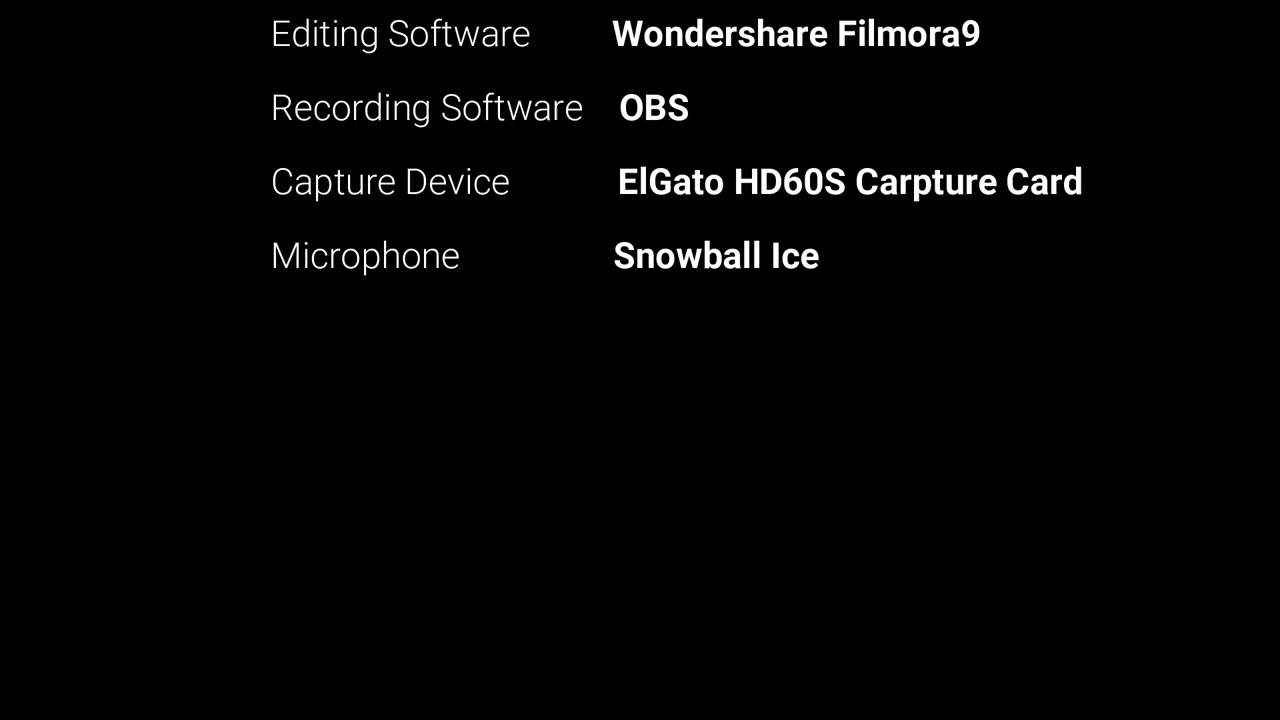 Editing Software Wondershare Filmora9
Recording Software OBS
Capture Device ElGato HD60S Carpture Card
Microphone Snowball Ice